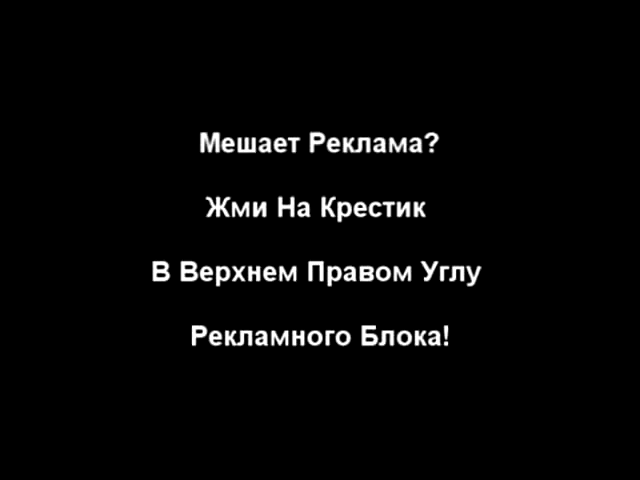 Мешает Реклама?
Жми На Крестик
В Верхнем Правом Углу
Рекламного Блока!